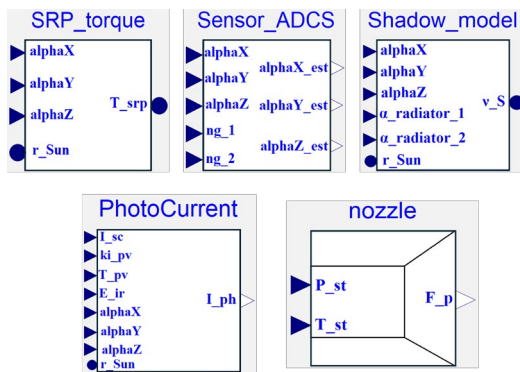 SRP_torque
alphaX
alphaY
alphaZ
r_Sun
T_srp
Sensor_ADCS
alphaX
alphaY
alphaZ
ng_1
ng_2
alphaX_est
alphaY_est
alphaZ_est
Shadow_model
alphaX
alphaY
alphaZ
α_radiator_1
α_radiator_2
r_Sun
ν_S
PhotoCurrent
I_sc
ki_pv
T_pv
E_ir
alphaX
alphaY
alphaZ
r_Sun
I_ph
nozzle
P_st
T_st
F_p